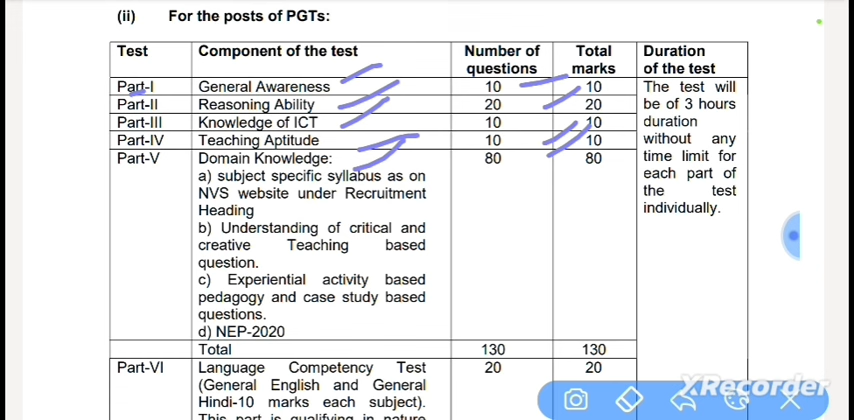 (ii) For the posts of PGTs:
Test Component of the test Number of questions Total marks Duration of the test
Part-I General Awareness 10 10 The test will
Part-II Reasoning Ability 20 20 be of 3 hours
Part-III Knowledge of ICT 10 10 duration
Part-IV Teaching Aptitude 10 10 without any
Part-V Domain Knowledge: 80 80 time limit for
a) subject specific syllabus as on each part of
NVS website under Recruitment the test
Heading individually.
b) Understanding of critical and
creative Teaching based
question.
c) Experiential activity based
pedagogy and case study based
questions.
d) NEP-2020
Total 130 130
Part-VI Language Competency Test 20 20
(General English and General
Hindi-10 marks each subject).
This part is qualifying in nature
XRecorder